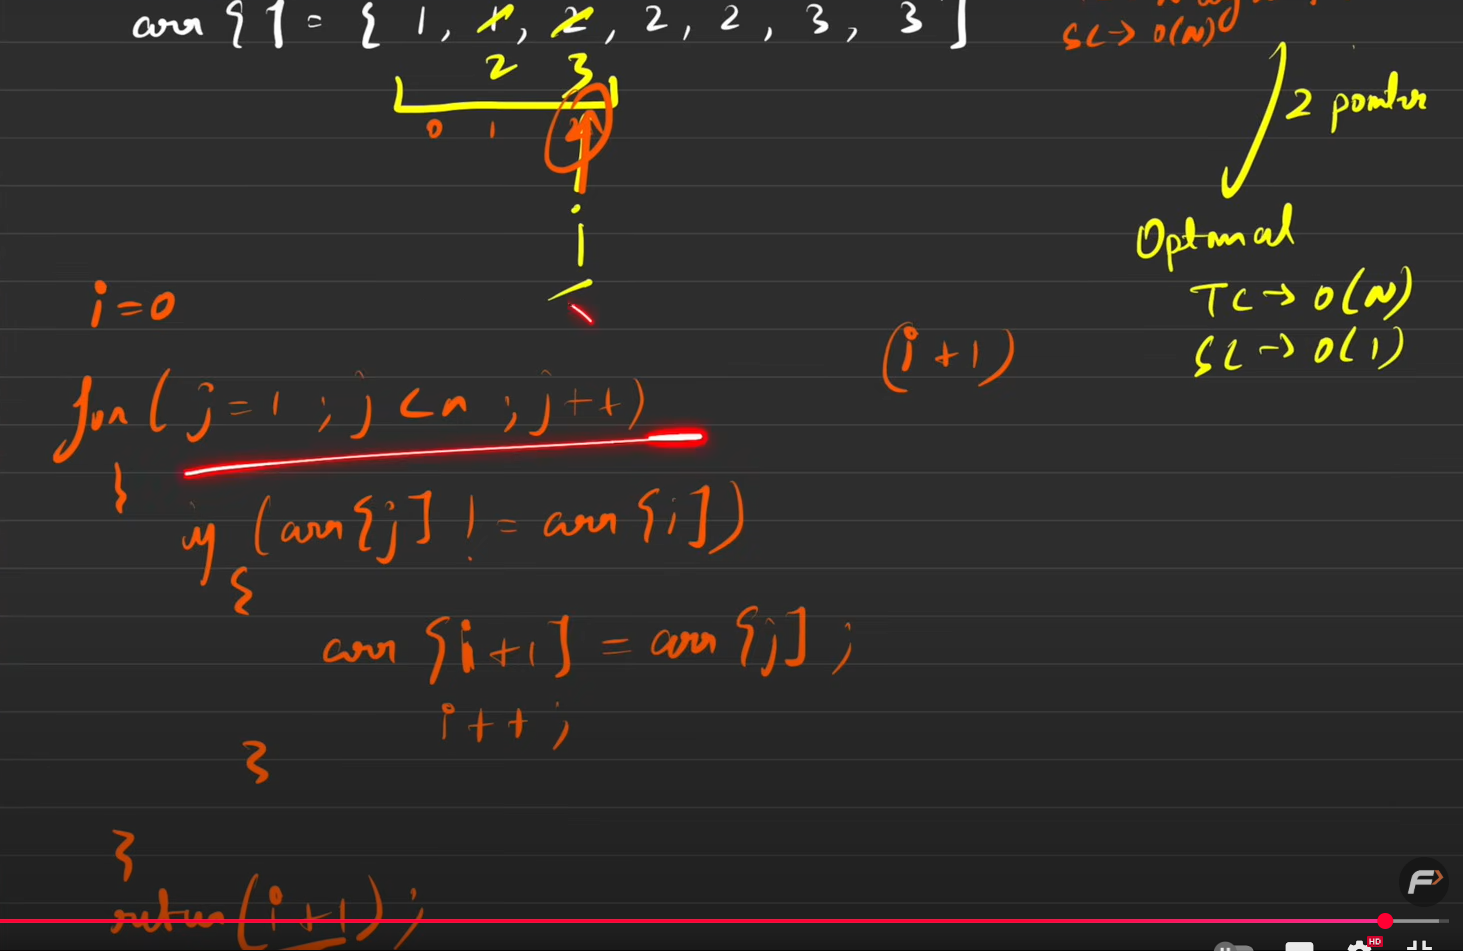 arr [ ] = { 1, 1, 2, 2, 2, 3, 3 ]
SC → O(N)
2 3
0 1 2
2 pointer
i
Optimal
TC → O(N)
SC → O(1)
i = 0
(i + 1)
for ( j = 1 ; j < n ; j + + )
{
if (arr [j] != arr [i])
{
arr [i + 1] = arr [j] ;
i + + ;
}
}
return (i + 1) ;
HD